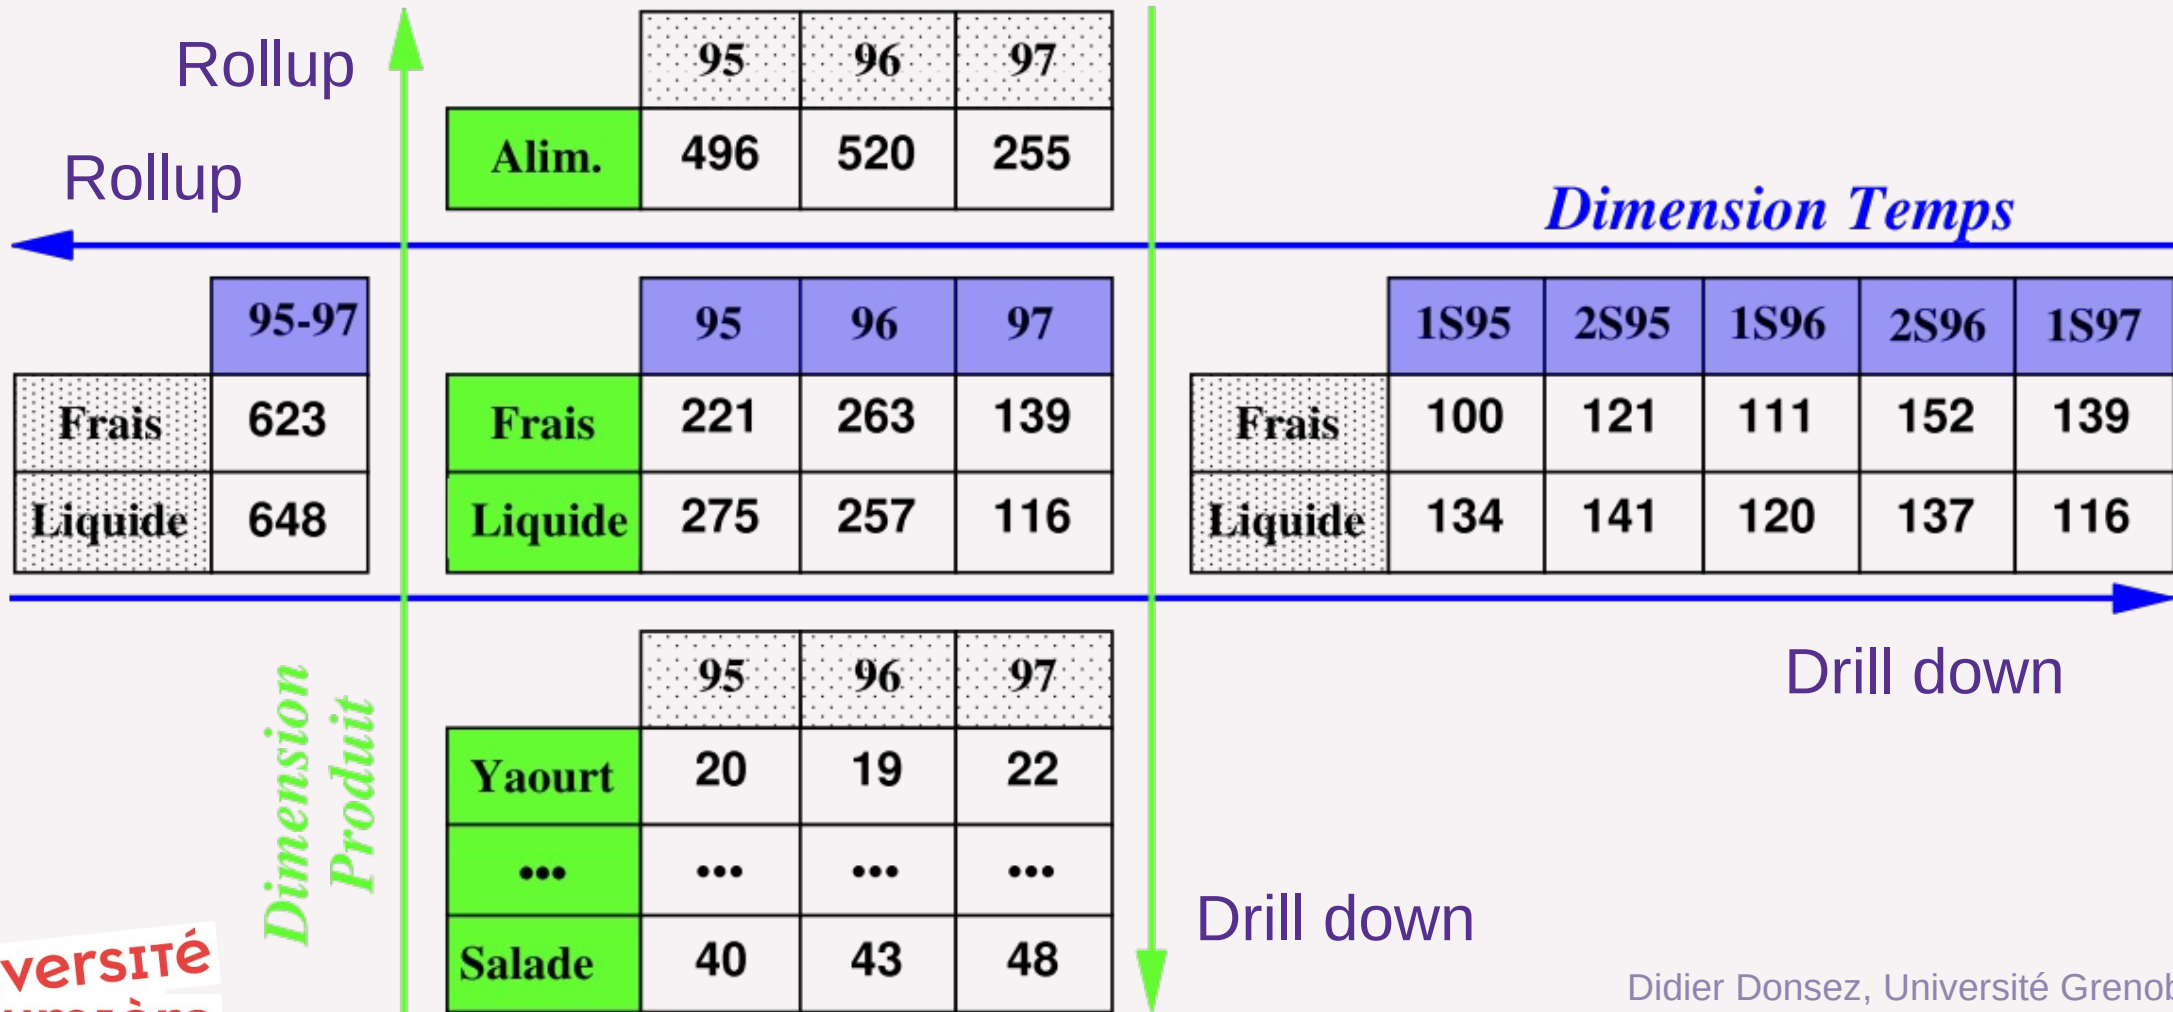 Rollup
95 96 97
Alim. 496 520 255
Rollup
Dimension Temps
95-97
Frais 623
Liquide 648
95 96 97
Frais 221 263 139
Liquide 275 257 116
1S95 2S95 1S96 2S96 1S97
Frais 100 121 111 152 139
Liquide 134 141 120 137 116
Drill down
Dimension
Produit
95 96 97
Yaourt 20 19 22
... ... ... ...
Salade 40 43 48
Drill down
versité
Didier Donsez, Université Grenob